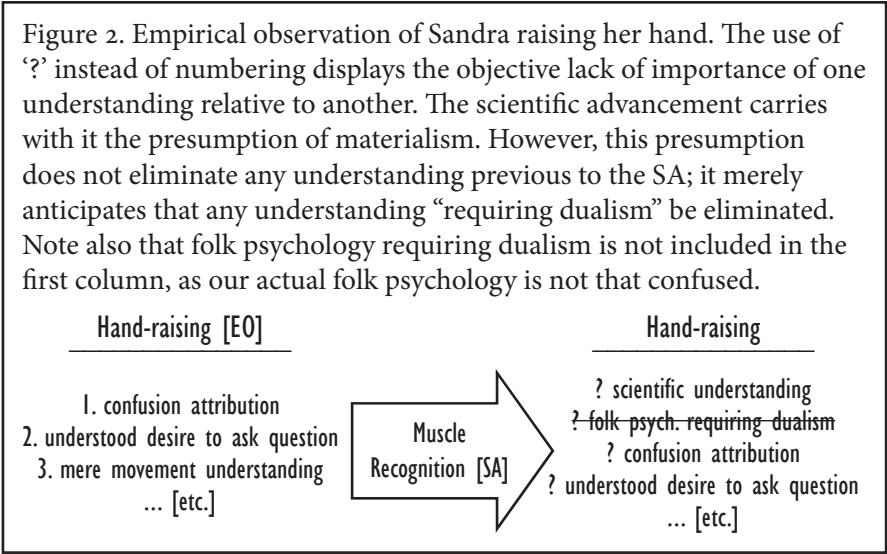 Figure 2. Empirical observation of Sandra raising her hand. The use of
‘?’ instead of numbering displays the objective lack of importance of one
understanding relative to another. The scientific advancement carries
with it the presumption of materialism. However, this presumption
does not eliminate any understanding previous to the SA; it merely
anticipates that any understanding “requiring dualism” be eliminated.
Note also that folk psychology requiring dualism is not included in the
first column, as our actual folk psychology is not that confused.
Hand-raising [EO]
1. confusion attribution
2. understood desire to ask question
3. mere movement understanding
... [etc.]
Muscle
Recognition [SA]
Hand-raising
? scientific understanding
? folk psych. requiring dualism
? confusion attribution
? understood desire to ask question
... [etc.]